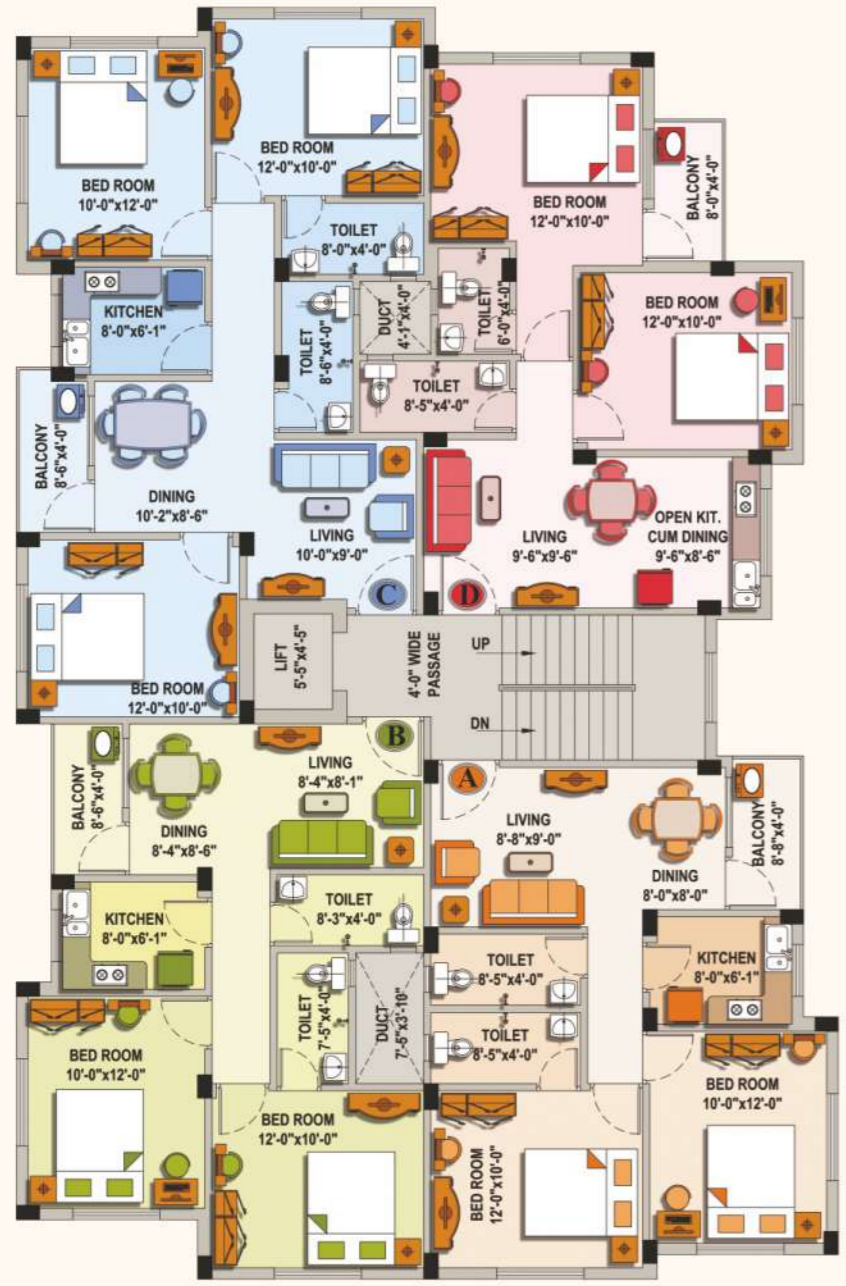 BED ROOM
10'-0"x12'-0"
BED ROOM
12'-0"x10'-0"
BED ROOM
12'-0"x10'-0"
BALCONY
8'-0"x4'-0"
TOILET
8'-0"x4'-0"
KITCHEN
8'-0"x6'-1"
TOILET
8'-6"x4'-0"
DUCT
4'-1"x4'-0"
TOILET
6'-0"x4'-0"
BED ROOM
12'-0"x10'-0"
TOILET
8'-5"x4'-0"
BALCONY
8'-6"x4'-0"
DINING
10'-2"x8'-6"
LIVING
10'-0"x9'-0"
LIVING
9'-6"x9'-6"
OPEN KIT.
CUM DINING
9'-6"x8'-6"
C
D
BED ROOM
12'-0"x10'-0"
LIFT
5'-5"x4'-5"
4'-0" WIDE
PASSAGE
UP
DN
B
A
BALCONY
8'-6"x4'-0"
DINING
8'-4"x8'-6"
LIVING
8'-4"x8'-1"
LIVING
8'-8"x9'-0"
DINING
8'-0"x8'-0"
BALCONY
8'-8"x4'-0"
KITCHEN
8'-0"x6'-1"
TOILET
8'-3"x4'-0"
TOILET
7'-5"x4'-0"
DUCT
7'-5"x3'-10"
TOILET
8'-5"x4'-0"
TOILET
8'-5"x4'-0"
KITCHEN
8'-0"x6'-1"
BED ROOM
10'-0"x12'-0"
BED ROOM
12'-0"x10'-0"
BED ROOM
12'-0"x10'-0"
BED ROOM
10'-0"x12'-0"